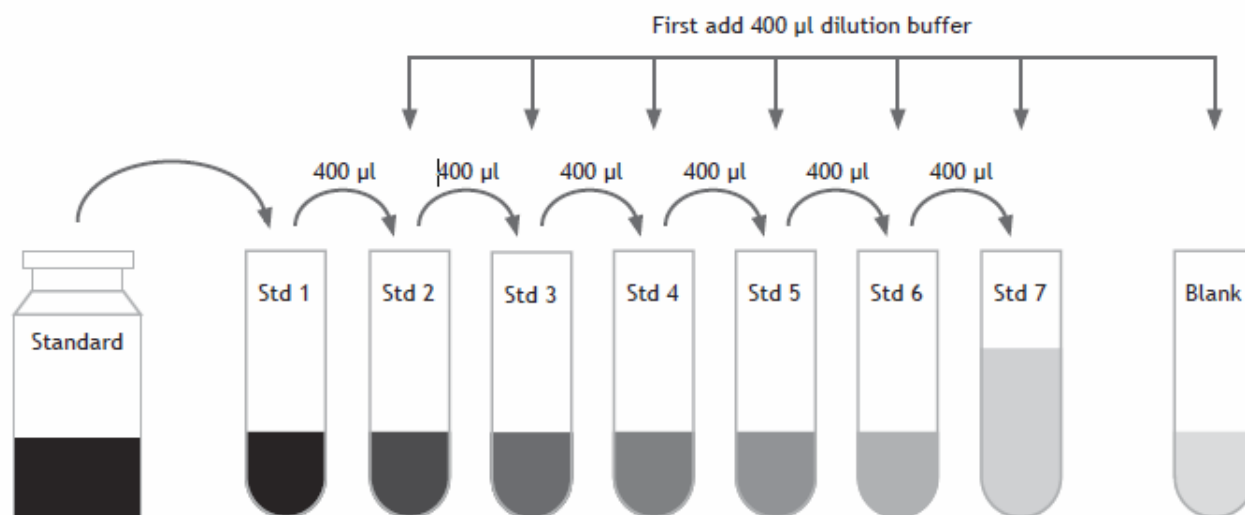 First add 400 µl dilution buffer
400 µl 400 µl 400 µl 400 µl 400 µl 400 µl
Standard Std 1 Std 2 Std 3 Std 4 Std 5 Std 6 Std 7 Blank